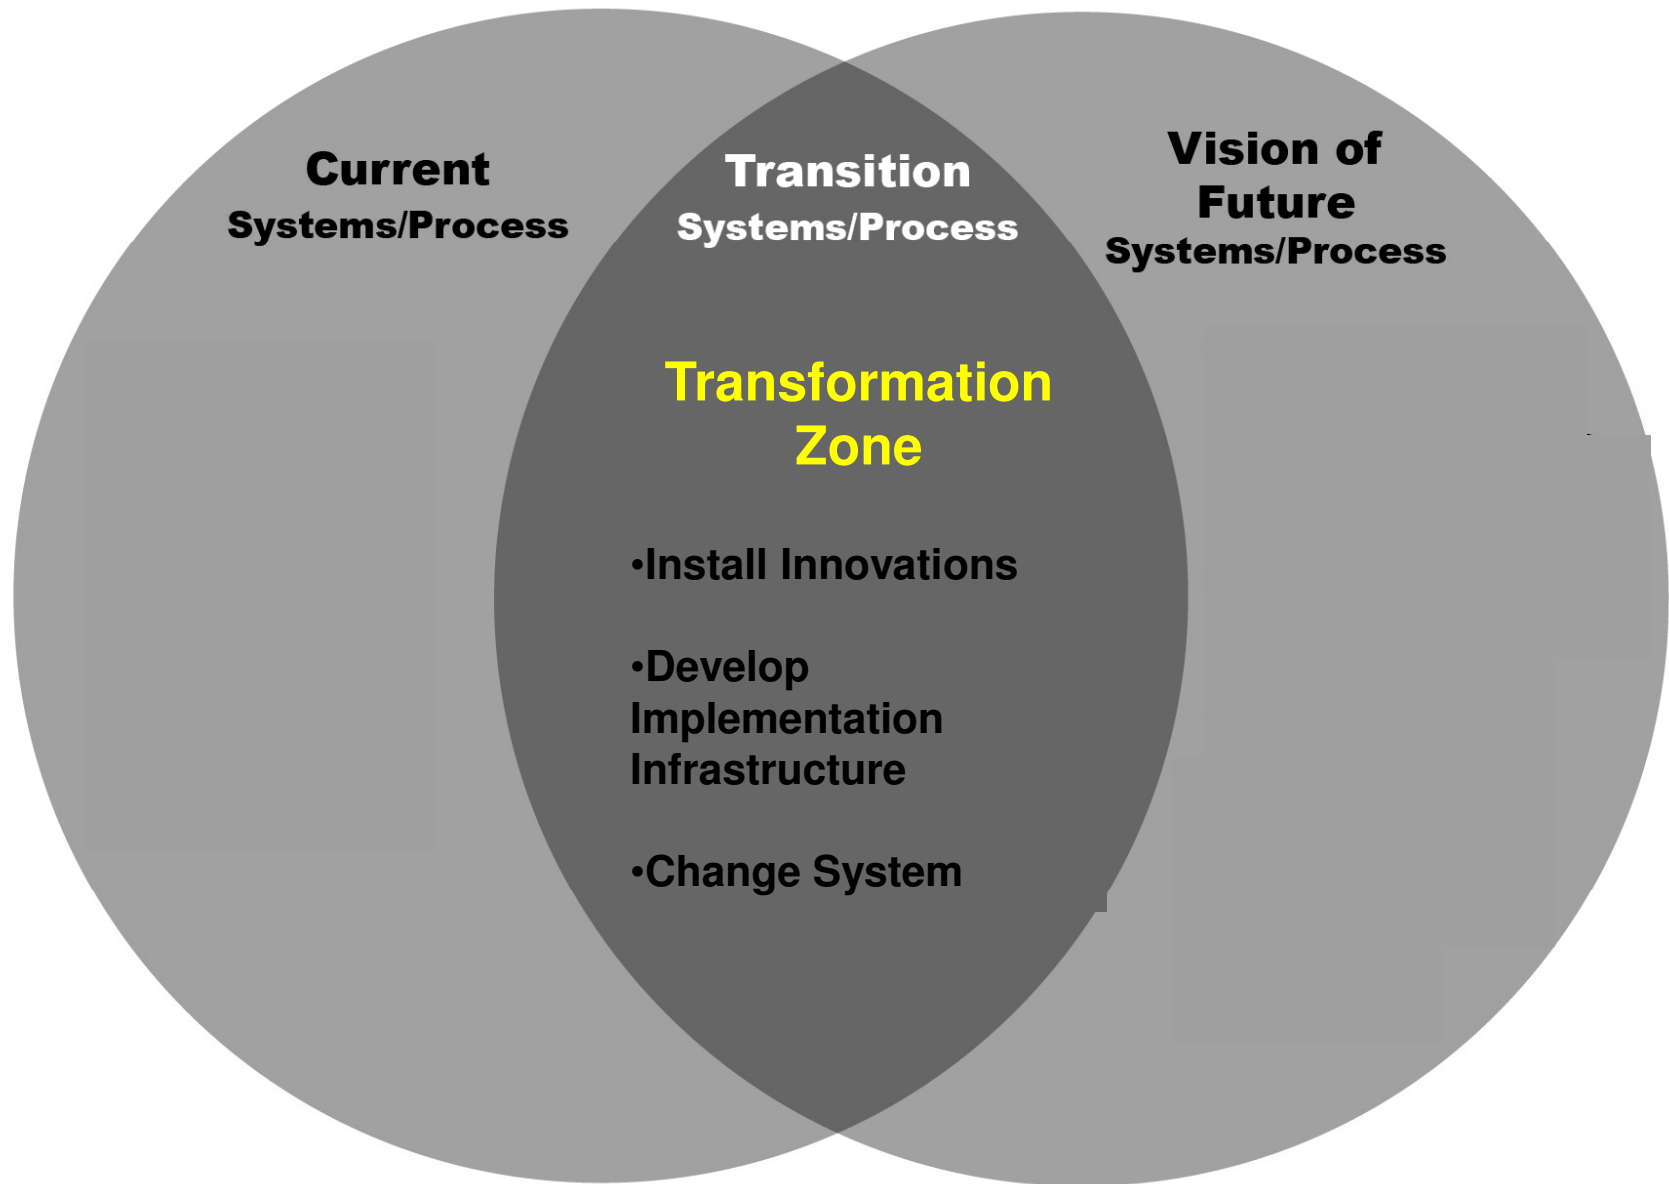 Current
Systems/Process
Transition
Systems/Process
Vision of
Future
Systems/Process
Transformation
Zone
•Install Innovations
•Develop
Implementation
Infrastructure
•Change System